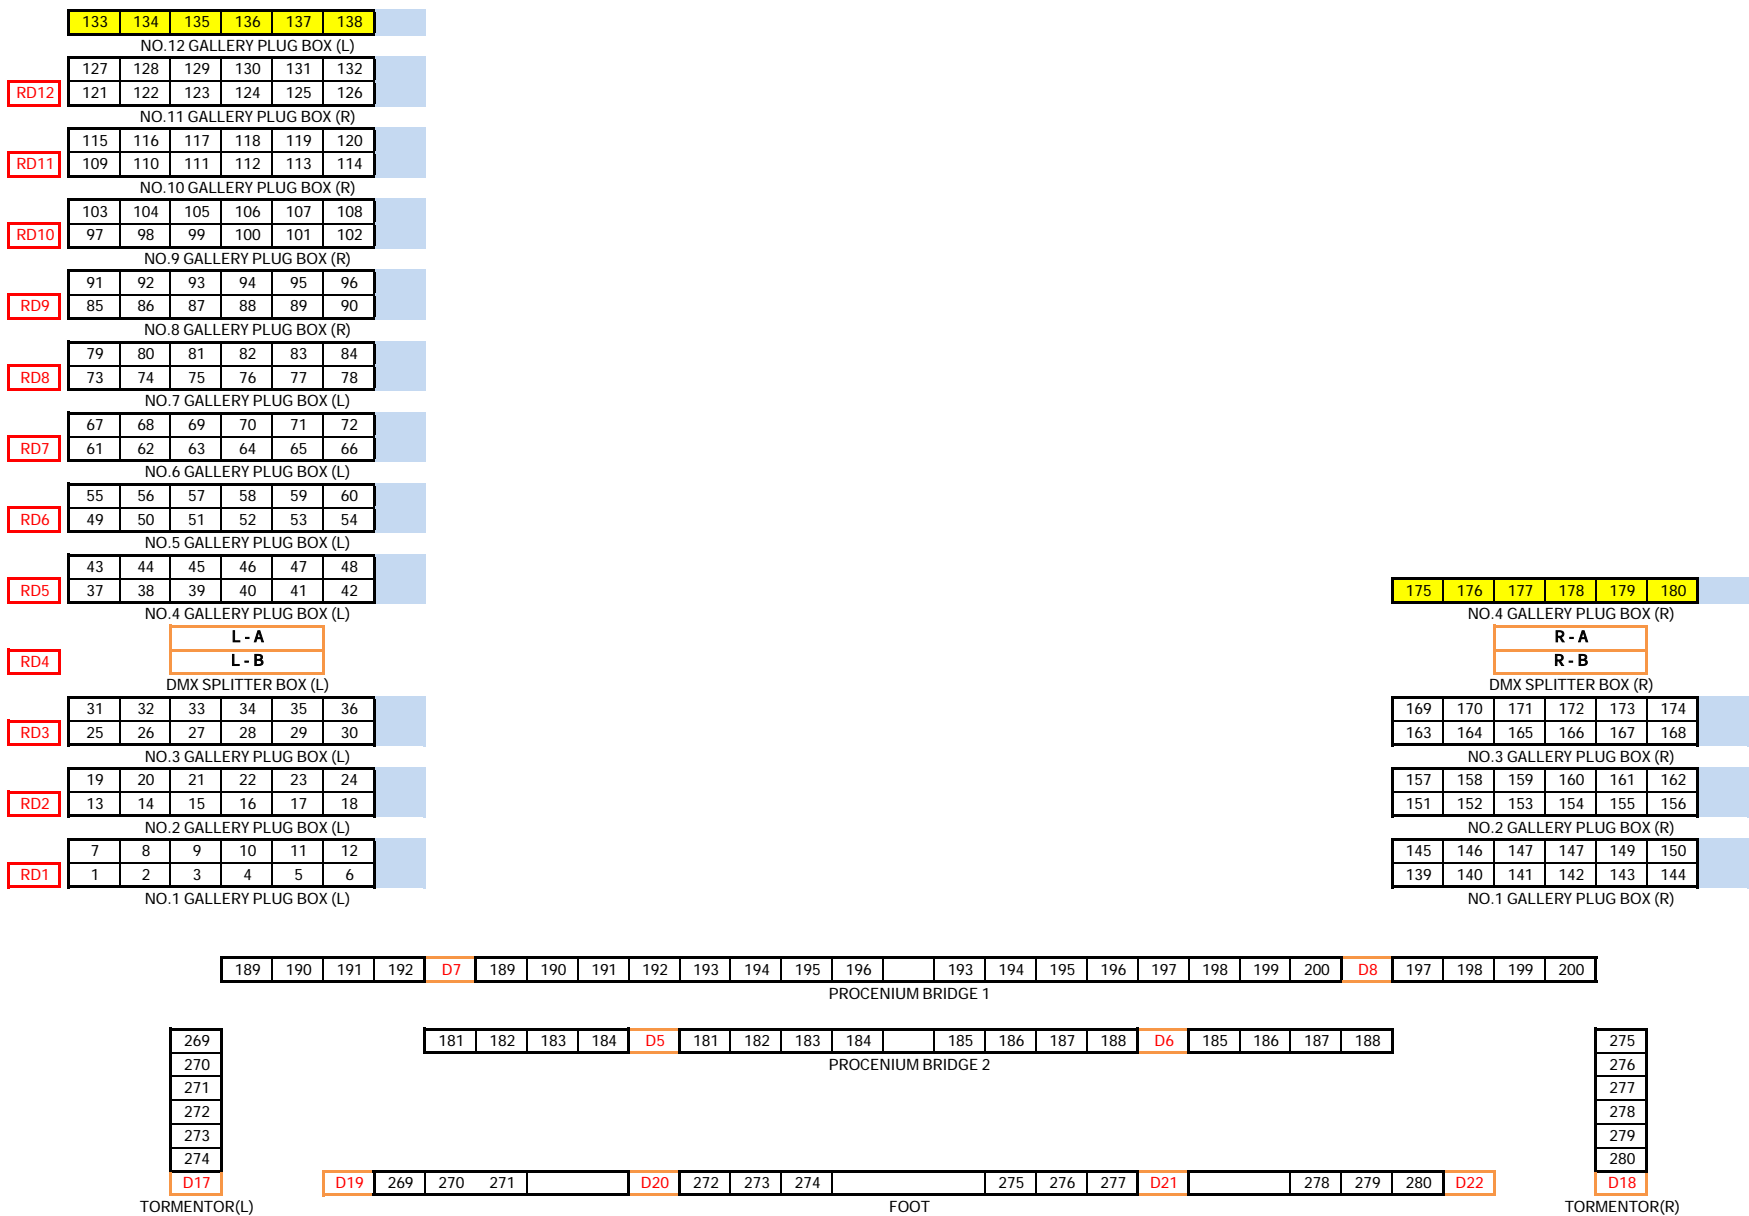 133 134 135 136 137 138
NO.12 GALLERY PLUG BOX (L)
127 128 129 130 131 132
RD12 121 122 123 124 125 126
NO.11 GALLERY PLUG BOX (R)
115 116 117 118 119 120
RD11 109 110 111 112 113 114
NO.10 GALLERY PLUG BOX (R)
103 104 105 106 107 108
RD10 97 98 99 100 101 102
NO.9 GALLERY PLUG BOX (R)
91 92 93 94 95 96
RD9 85 86 87 88 89 90
NO.8 GALLERY PLUG BOX (R)
79 80 81 82 83 84
RD8 73 74 75 76 77 78
NO.7 GALLERY PLUG BOX (L)
67 68 69 70 71 72
RD7 61 62 63 64 65 66
NO.6 GALLERY PLUG BOX (L)
55 56 57 58 59 60
RD6 49 50 51 52 53 54
NO.5 GALLERY PLUG BOX (L)
43 44 45 46 47 48
RD5 37 38 39 40 41 42 175 176 177 178 179 180
NO.4 GALLERY PLUG BOX (L) NO.4 GALLERY PLUG BOX (R)
L - A R - A
RD4 L - B R - B
DMX SPLITTER BOX (L) DMX SPLITTER BOX (R)
31 32 33 34 35 36 169 170 171 172 173 174
RD3 25 26 27 28 29 30 163 164 165 166 167 168
NO.3 GALLERY PLUG BOX (L) NO.3 GALLERY PLUG BOX (R)
19 20 21 22 23 24 157 158 159 160 161 162
RD2 13 14 15 16 17 18 151 152 153 154 155 156
NO.2 GALLERY PLUG BOX (L) NO.2 GALLERY PLUG BOX (R)
7 8 9 10 11 12 145 146 147 147 149 150
RD1 1 2 3 4 5 6 139 140 141 142 143 144
NO.1 GALLERY PLUG BOX (L) NO.1 GALLERY PLUG BOX (R)
189 190 191 192 D7 189 190 191 192 193 194 195 196 193 194 195 196 197 198 199 200 D8 197 198 199 200
PROCENIUM BRIDGE 1
269 181 182 183 184 D5 181 182 183 184 185 186 187 188 D6 185 186 187 188 275
270 PROCENIUM BRIDGE 2 276
271 277
272 278
273 279
274 280
D17 D19 269 270 271 D20 272 273 274 275 276 277 D21 278 279 280 D22 D18
TORMENTOR(L) FOOT TORMENTOR(R)